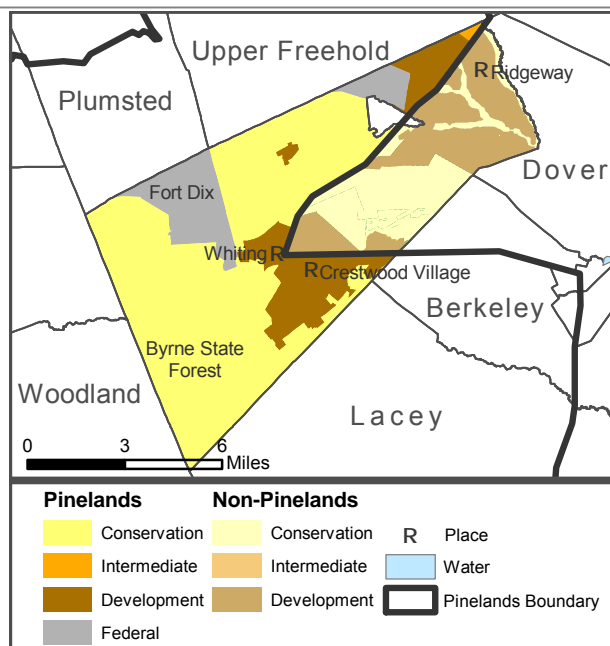 Upper Freehold
R Ridgeway
Plumsted
Dover
Fort Dix
Whiting R
R Crestwood Village
Berkeley
Byrne State
Forest
Woodland
Lacey
0 3 6
Miles
Pinelands Non-Pinelands
Conservation Conservation R Place
Intermediate Intermediate Water
Development Development Pinelands Boundary
Federal